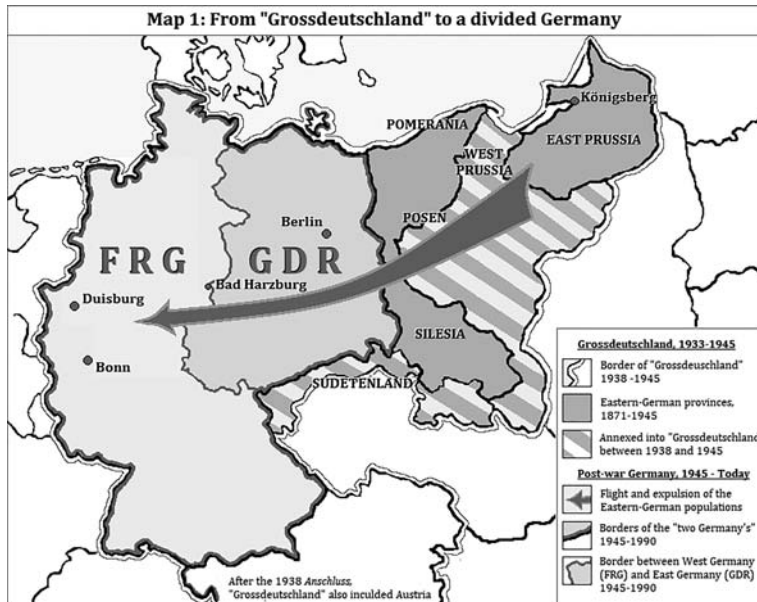 Map 1: From "Grossdeutschland" to a divided Germany
Königsberg
POMERANIA
EAST PRUSSIA
WEST
PRUSSIA
POSEN
Berlin
FRG
GDR
Bad Harzburg
Duisburg
SILESIA
Bonn
SUDETENLAND
Grossdeutschland, 1933-1945
Border of "Grossdeuschland"
1938 -1945
Eastern-German provinces,
1871-1945
Annexed into "Grossdeutschland
between 1938 and 1945
Post-war Germany, 1945 - Today
Flight and expulsion of the
Eastern-German populations
Borders of the "two Germany's"
1945-1990
Border between West Germany
(FRG) and East Germany (GDR)
1945-1990
After the 1938 Anschluss,
"Grossdeutschland" also inculded Austria